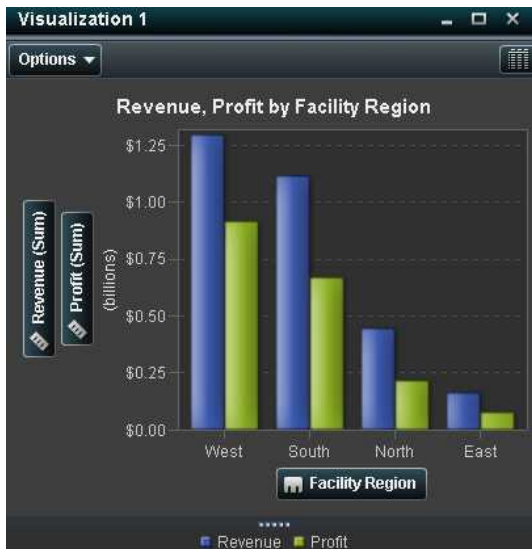 Visualization 1
Options
Revenue, Profit by Facility Region
Revenue (Sum)
Profit (Sum)
(billions)
$1.25
$1.00
$0.75
$0.50
$0.25
$0.00
West South North East
Facility Region
Revenue Profit